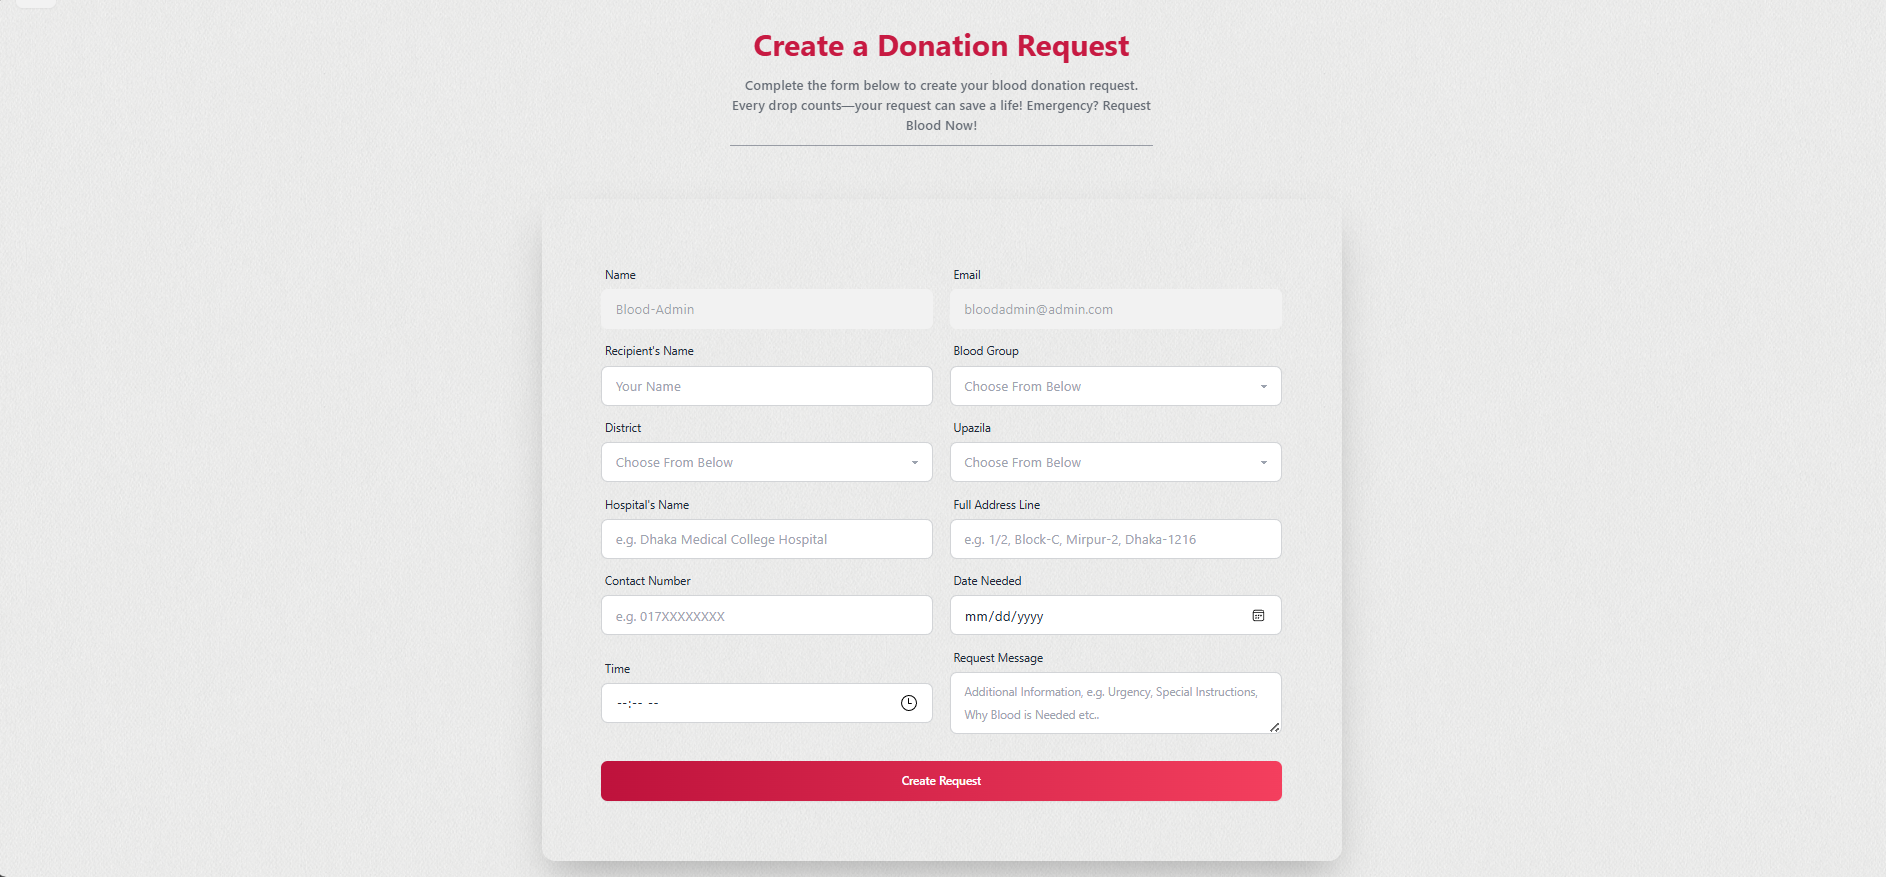 Create a Donation Request
Complete the form below to create your blood donation request.
Every drop counts—your request can save a life! Emergency? Request
Blood Now!
Name
Email
Blood-Admin
bloodadmin@admin.com
Recipient's Name
Blood Group
Your Name
Choose From Below
District
Upazila
Choose From Below
Choose From Below
Hospital's Name
Full Address Line
e.g. Dhaka Medical College Hospital
e.g. 1/2, Block-C, Mirpur-2, Dhaka-1216
Contact Number
Date Needed
e.g. 017XXXXXXXX
mm/dd/yyyy
Time
Request Message
--:-- --
Additional Information, e.g. Urgency, Special Instructions,
Why Blood is Needed etc..
Create Request